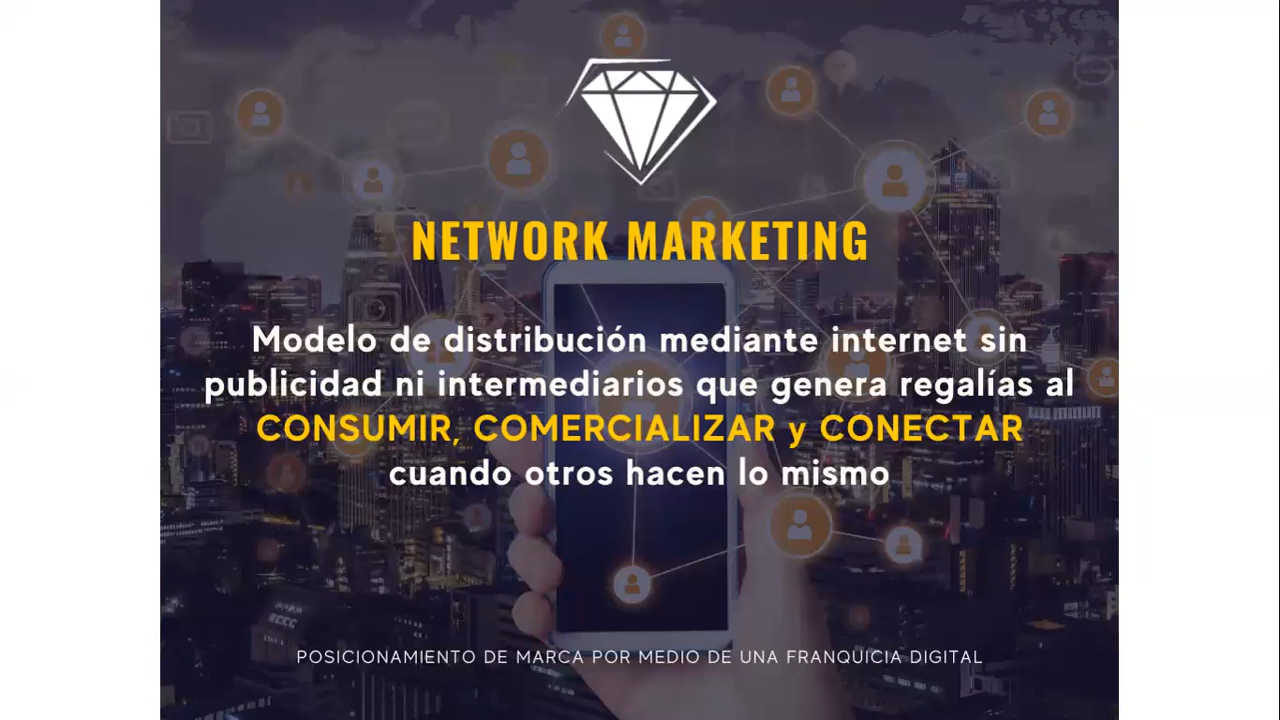 NETWORK MARKETING
Modelo de distribución mediante internet sin
publicidad ni intermediarios que genera regalías al
CONSUMIR, COMERCIALIZAR y CONECTAR
cuando otros hacen lo mismo
POSICIONAMIENTO DE MARCA POR MEDIO DE UNA FRANQUICIA DIGITAL